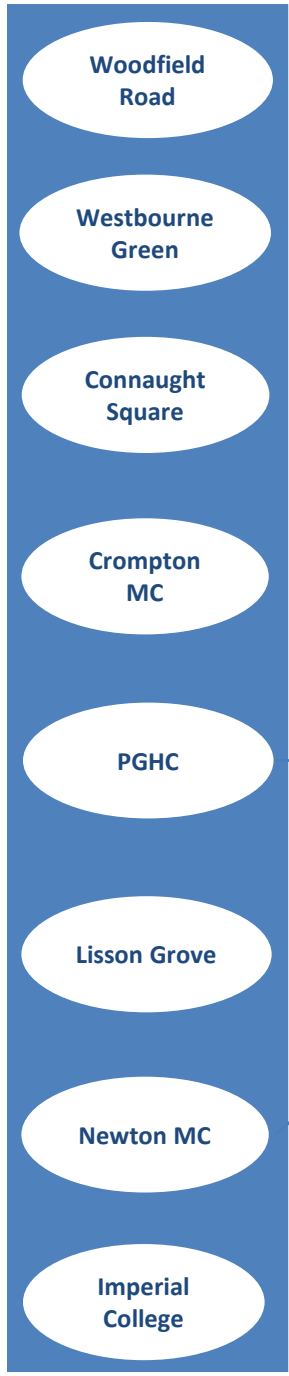 Woodfield
Road
Westbourne
Green
Connaught
Square
Crompton
MC
PGHC
Lisson Grove
Newton MC
Imperial
College